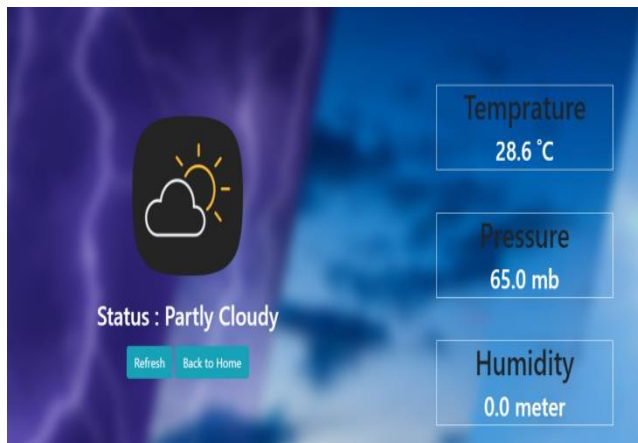 Temprature
28.6 °C
Pressure
65.0 mb
Humidity
0.0 meter
Status : Partly Cloudy
Refresh
Back to Home